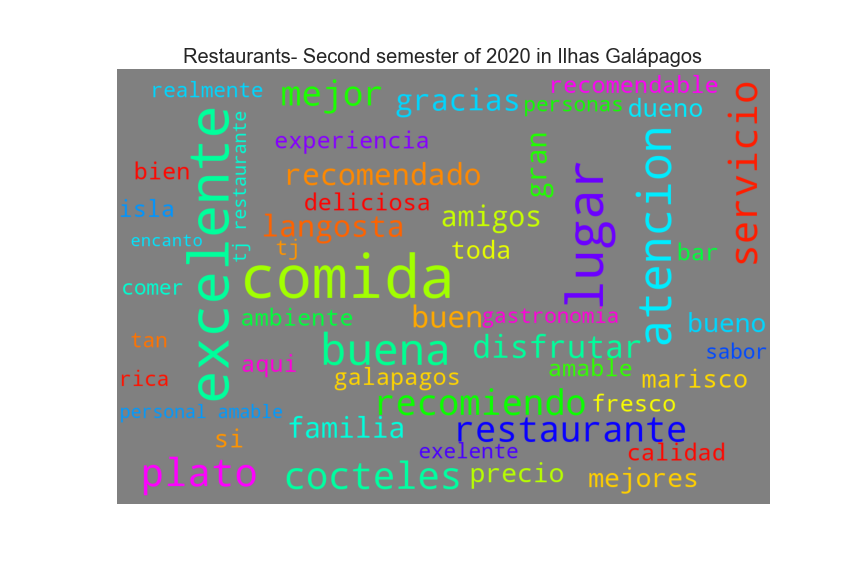 Restaurants- Second semester of 2020 in Ilhas Galápagos
realmente
mejor
gracias
recomendable
personas
dueno
servicio
excelente
tj restaurante
experiencia
gran
lugar
atencion
bien
recomendado
deliciosa
isla
langosta
amigos
encanto
tj
toda
bar
comer
comida
ambiente
buen
gastronomia
bueno
tan
buena
disfrutar
sabor
rica
aqui
galapagos
amable
marisco
personal amable
recomiendo
fresco
si
familia
restaurante
exelente
calidad
plato
cocteles
precio
mejores